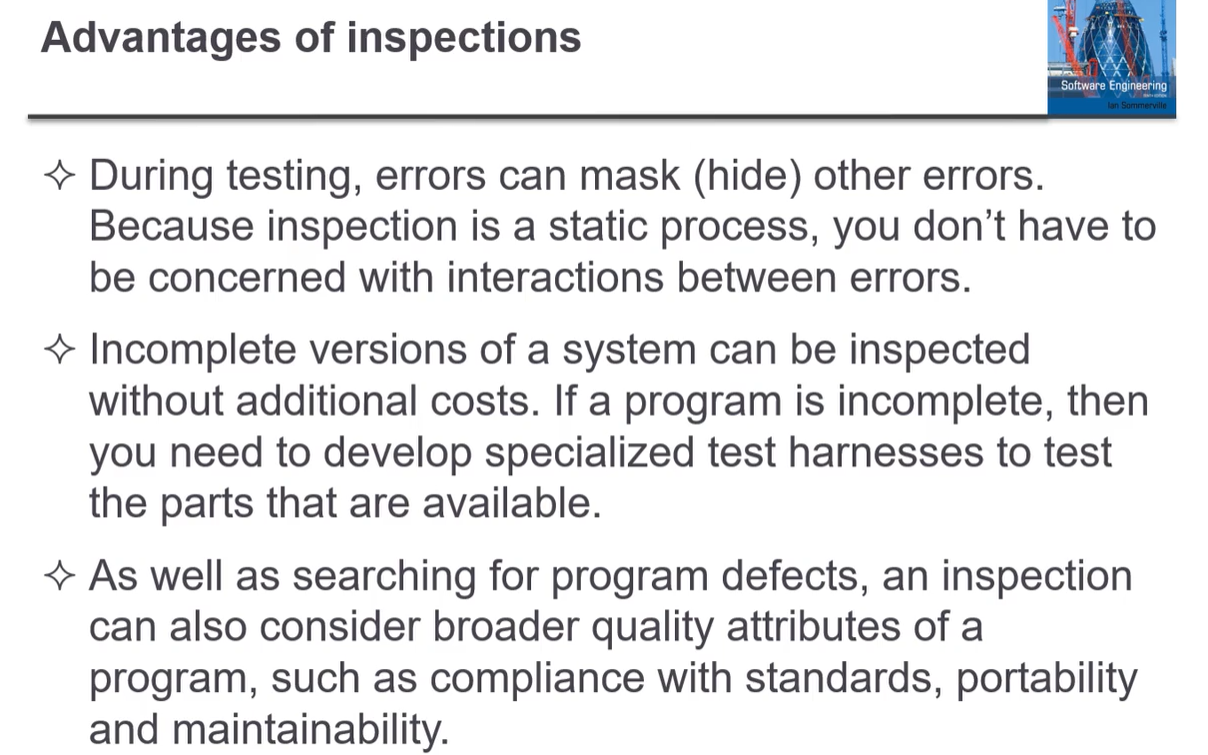 Advantages of inspections
Software Engineering
Ian Sommerville
✧ During testing, errors can mask (hide) other errors.
Because inspection is a static process, you don’t have to
be concerned with interactions between errors.
✧ Incomplete versions of a system can be inspected
without additional costs. If a program is incomplete, then
you need to develop specialized test harnesses to test
the parts that are available.
✧ As well as searching for program defects, an inspection
can also consider broader quality attributes of a
program, such as compliance with standards, portability
and maintainability.